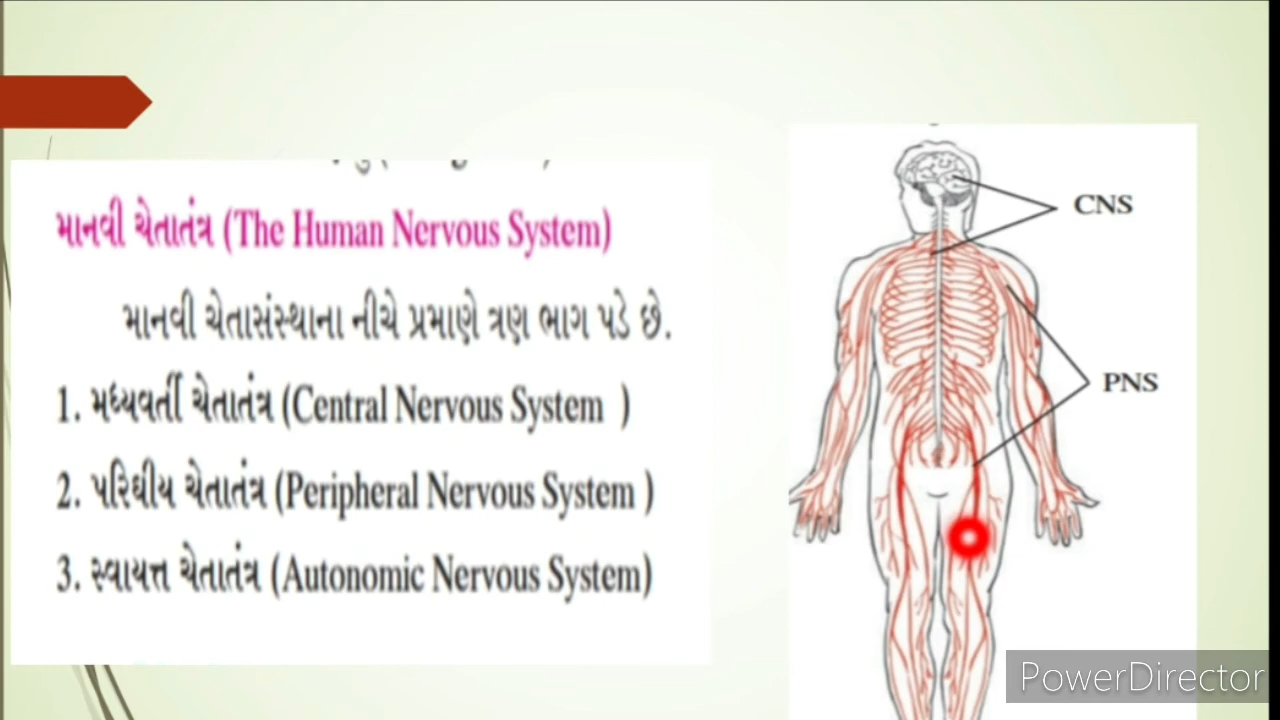 માનવી ચેતાતંત્ર (The Human Nervous System)
માનવી ચેતાસંસ્થાના નીચે પ્રમાણે ત્રણ ભાગ પડે છે.
1. મધ્યવર્તી ચેતાતંત્ર (Central Nervous System )
2. પરિઘીય ચેતાતંત્ર (Peripheral Nervous System )
3. સ્વાયત્ત ચેતાતંત્ર (Autonomic Nervous System)
CNS
PNS
PowerDirector